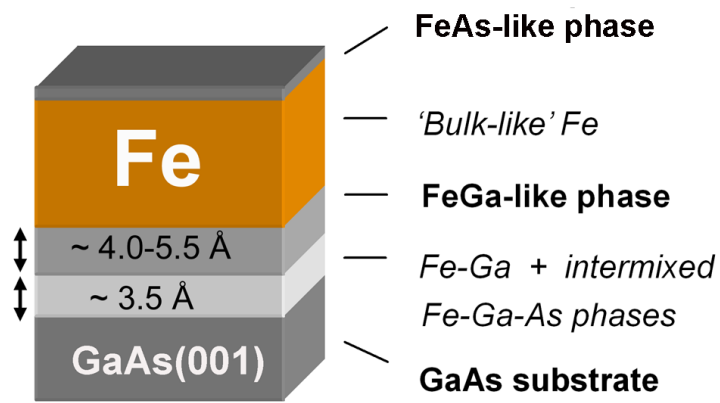 FeAs-like phase
Fe
‘Bulk-like’ Fe
FeGa-like phase
~ 4.0-5.5 Å
Fe-Ga + intermixed
Fe-Ga-As phases
~ 3.5 Å
GaAs(001)
GaAs substrate